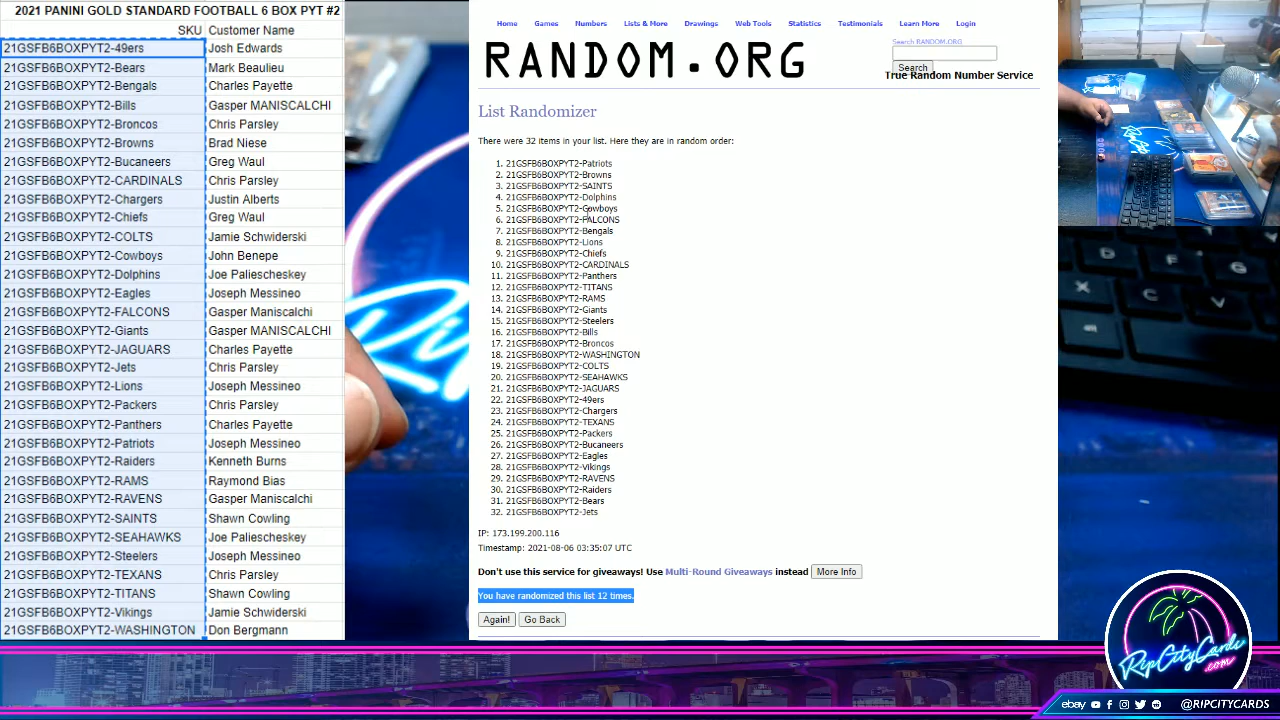 2021 PANINI GOLD STANDARD FOOTBALL 6 BOX PYT #2
SKU Customer Name
21GSFB6BOXPYT2-49ers Josh Edwards
21GSFB6BOXPYT2-Bears Mark Beaulieu
21GSFB6BOXPYT2-Bengals Charles Payette
21GSFB6BOXPYT2-Bills Gasper MANISCALCHI
21GSFB6BOXPYT2-Broncos Chris Parsley
21GSFB6BOXPYT2-Browns Brad Niese
21GSFB6BOXPYT2-Bucaneers Greg Waul
21GSFB6BOXPYT2-CARDINALS Chris Parsley
21GSFB6BOXPYT2-Chargers Justin Alberts
21GSFB6BOXPYT2-Chiefs Greg Waul
21GSFB6BOXPYT2-COLTS Jamie Schwiderski
21GSFB6BOXPYT2-Cowboys John Benepe
21GSFB6BOXPYT2-Dolphins Joe Paliescheskey
21GSFB6BOXPYT2-Eagles Joseph Messineo
21GSFB6BOXPYT2-FALCONS Gasper Maniscalchi
21GSFB6BOXPYT2-Giants Gasper MANISCALCHI
21GSFB6BOXPYT2-JAGUARS Charles Payette
21GSFB6BOXPYT2-Jets Chris Parsley
21GSFB6BOXPYT2-Lions Joseph Messineo
21GSFB6BOXPYT2-Packers Chris Parsley
21GSFB6BOXPYT2-Panthers Charles Payette
21GSFB6BOXPYT2-Patriots Joseph Messineo
21GSFB6BOXPYT2-Raiders Kenneth Burns
21GSFB6BOXPYT2-RAMS Raymond Bias
21GSFB6BOXPYT2-RAVENS Gasper Maniscalchi
21GSFB6BOXPYT2-SAINTS Shawn Cowling
21GSFB6BOXPYT2-SEAHAWKS Joe Paliescheskey
21GSFB6BOXPYT2-Steelers Joseph Messineo
21GSFB6BOXPYT2-TEXANS Chris Parsley
21GSFB6BOXPYT2-TITANS Shawn Cowling
21GSFB6BOXPYT2-Vikings Jamie Schwiderski
21GSFB6BOXPYT2-WASHINGTON Don Bergmann
Home Games Numbers Lists & More Drawings Web Tools Statistics Testimonials Learn More Login
RANDOM.ORG
Search RANDOM.ORG
Search
True Random Number Service
List Randomizer
There were 32 items in your list. Here they are in random order:
1. 21GSFB6BOXPYT2-Patriots
2. 21GSFB6BOXPYT2-Browns
3. 21GSFB6BOXPYT2-SAINTS
4. 21GSFB6BOXPYT2-Dolphins
5. 21GSFB6BOXPYT2-Cowboys
6. 21GSFB6BOXPYT2-FALCONS
7. 21GSFB6BOXPYT2-Bengals
8. 21GSFB6BOXPYT2-Lions
9. 21GSFB6BOXPYT2-Chiefs
10. 21GSFB6BOXPYT2-CARDINALS
11. 21GSFB6BOXPYT2-Panthers
12. 21GSFB6BOXPYT2-TITANS
13. 21GSFB6BOXPYT2-RAMS
14. 21GSFB6BOXPYT2-Giants
15. 21GSFB6BOXPYT2-Steelers
16. 21GSFB6BOXPYT2-Bills
17. 21GSFB6BOXPYT2-Broncos
18. 21GSFB6BOXPYT2-WASHINGTON
19. 21GSFB6BOXPYT2-COLTS
20. 21GSFB6BOXPYT2-SEAHAWKS
21. 21GSFB6BOXPYT2-JAGUARS
22. 21GSFB6BOXPYT2-49ers
23. 21GSFB6BOXPYT2-Chargers
24. 21GSFB6BOXPYT2-TEXANS
25. 21GSFB6BOXPYT2-Packers
26. 21GSFB6BOXPYT2-Bucaneers
27. 21GSFB6BOXPYT2-Eagles
28. 21GSFB6BOXPYT2-Vikings
29. 21GSFB6BOXPYT2-RAVENS
30. 21GSFB6BOXPYT2-Raiders
31. 21GSFB6BOXPYT2-Bears
32. 21GSFB6BOXPYT2-Jets
IP: 173.199.200.116
Timestamp: 2021-08-06 03:35:07 UTC
Don't use this service for giveaways! Use Multi-Round Giveaways instead More Info
You have randomized this list 12 times.
Again! Go Back
RipCityCards
.com
ebay @RIPCITYCARDS